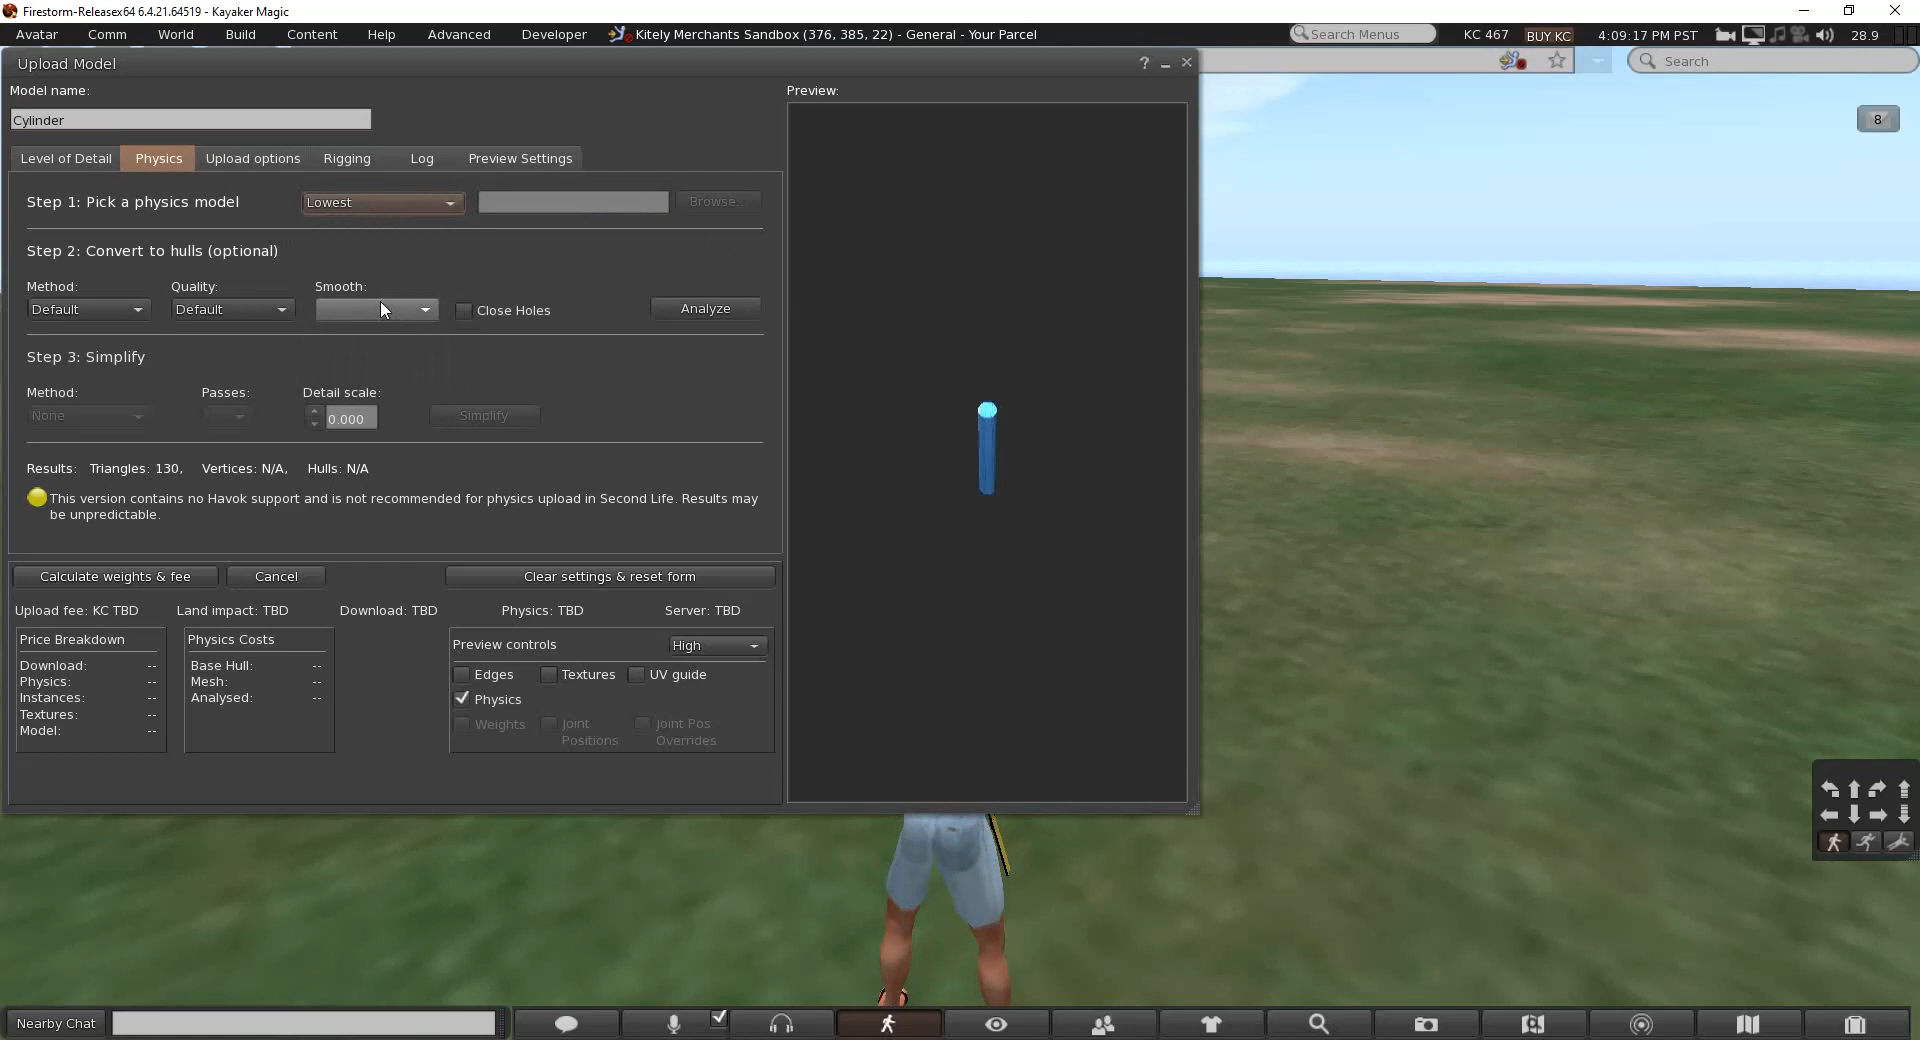 Firestorm-Releasex64 6.4.21.64519 - Kayaker Magic
Avatar Comm World Build Content Help Advanced Developer Kitely Merchants Sandbox (376, 385, 22) - General - Your Parcel Search Menus KC 467 BUY KC 4:09:17 PM PST 28.9
Upload Model ?
Search
Model name:
Preview:
Cylinder
8
Level of Detail Physics Upload options Rigging Log Preview Settings
Step 1: Pick a physics model Lowest Browse...
Step 2: Convert to hulls (optional)
Method: Quality: Smooth:
Default Default Close Holes Analyze
Step 3: Simplify
Method: Passes: Detail scale:
None 0.000 Simplify
Results: Triangles: 130, Vertices: N/A, Hulls: N/A
This version contains no Havok support and is not recommended for physics upload in Second Life. Results may
be unpredictable.
Calculate weights & fee Cancel Clear settings & reset form
Upload fee: KC TBD Land impact: TBD Download: TBD Physics: TBD Server: TBD
Price Breakdown Physics Costs Preview controls High
Download: -- Base Hull: -- Edges Textures UV guide
Physics: -- Mesh: --
Instances: -- Analysed: -- Physics
Textures: -- Weights Joint Positions Joint Pos Overrides
Model: --
Nearby Chat